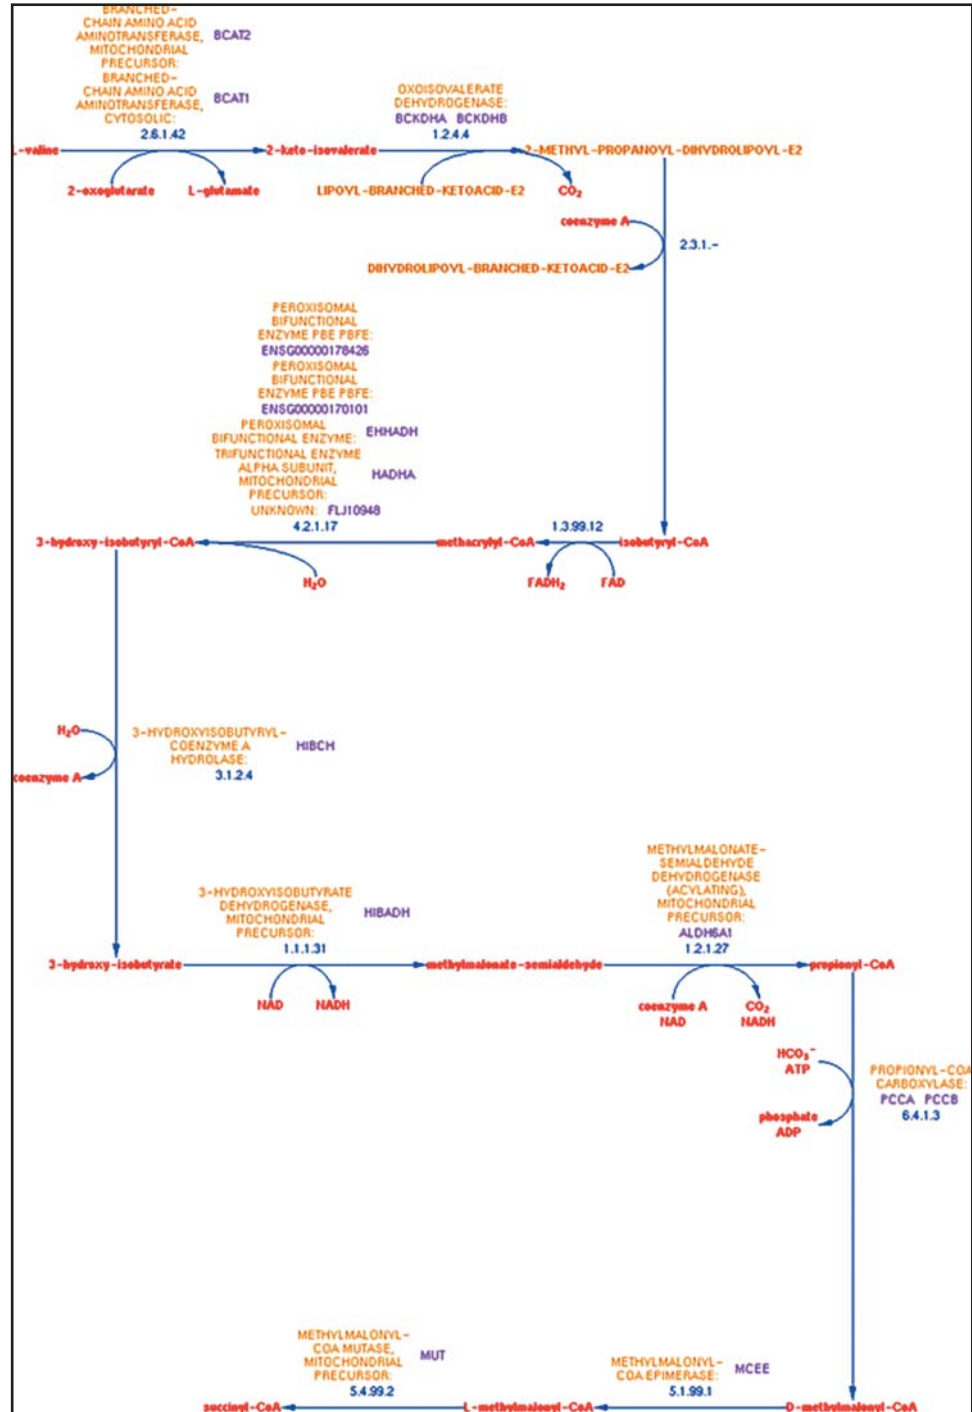 BRANCHED-
CHAIN AMINO ACID
AMINOTRANSFERASE, BCAT2
MITOCHONDRIAL
PRECURSOR:
BRANCHED-
CHAIN AMINO ACID
AMINOTRANSFERASE, BCAT1
CYTOSOLIC:
2.6.1.42
OXOISOVALERATE
DEHYDROGENASE:
BCKDHA BCKDHB
1.2.4.4
L-valine
2-keto-isovalerate
2-METHYL-PROPANOYL-DIHYDROLIPOYL-E2
2-oxoglutarate
L-glutamate
LIPOYL-BRANCHED-KETOACID-E2
CO2
coenzyme A
2.3.1.-
DIHYDROLIPOYL-BRANCHED-KETOACID-E2
PEROXISOMAL
BIFUNCTIONAL
ENZYME PBE PBFE:
ENSG00000178426
PEROXISOMAL
BIFUNCTIONAL
ENZYME PBE PBFE:
ENSG00000170101
PEROXISOMAL
BIFUNCTIONAL ENZYME: EHHADH
TRIFUNCTIONAL ENZYME
ALPHA SUBUNIT,
MITOCHONDRIAL HADHA
PRECURSOR:
UNKNOWN: FLJ10948
4.2.1.17
1.3.99.12
3-hydroxy-isobutyryl-CoA
methacrylyl-CoA
isobutyryl-CoA
H2O
FADH2
FAD
H2O
coenzyme A
3-HYDROXYISOBUTYRYL-
COENZYME A HIBCH
HYDROLASE:
3.1.2.4
3-HYDROXYISOBUTYRATE
DEHYDROGENASE, HIBADH
MITOCHONDRIAL
PRECURSOR:
1.1.1.31
METHYLMALONATE-
SEMIALDEHYDE
DEHYDROGENASE
(ACYLATING),
MITOCHONDRIAL
PRECURSOR:
ALDH6A1
1.2.1.27
3-hydroxy-isobutyrate
methylmalonate-semialdehyde
propionyl-CoA
NAD
NADH
coenzyme A
NAD
CO2
NADH
HCO3-
ATP
phosphate
ADP
PROPIONYL-COA
CARBOXYLASE:
PCCA PCCB
6.4.1.3
METHYLMALONYL-
COA MUTASE, MUT
MITOCHONDRIAL
PRECURSOR:
5.4.99.2
METHYLMALONYL- MCEE
COA EPIMERASE:
5.1.99.1
succinyl-CoA
L-methylmalonyl-CoA
D-methylmalonyl-CoA